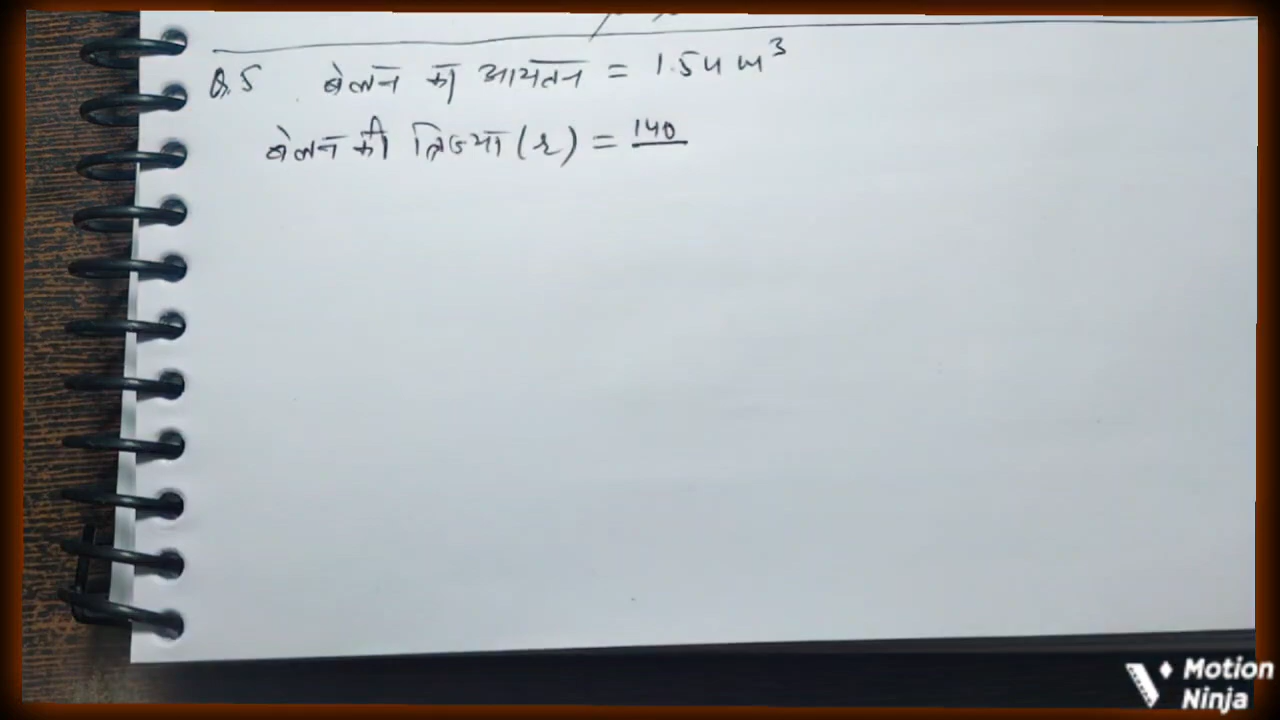 Q.5 बेलन का आयतन = 1.54 m³
बेलन की त्रिज्या (r) = 140
Motion
Ninja